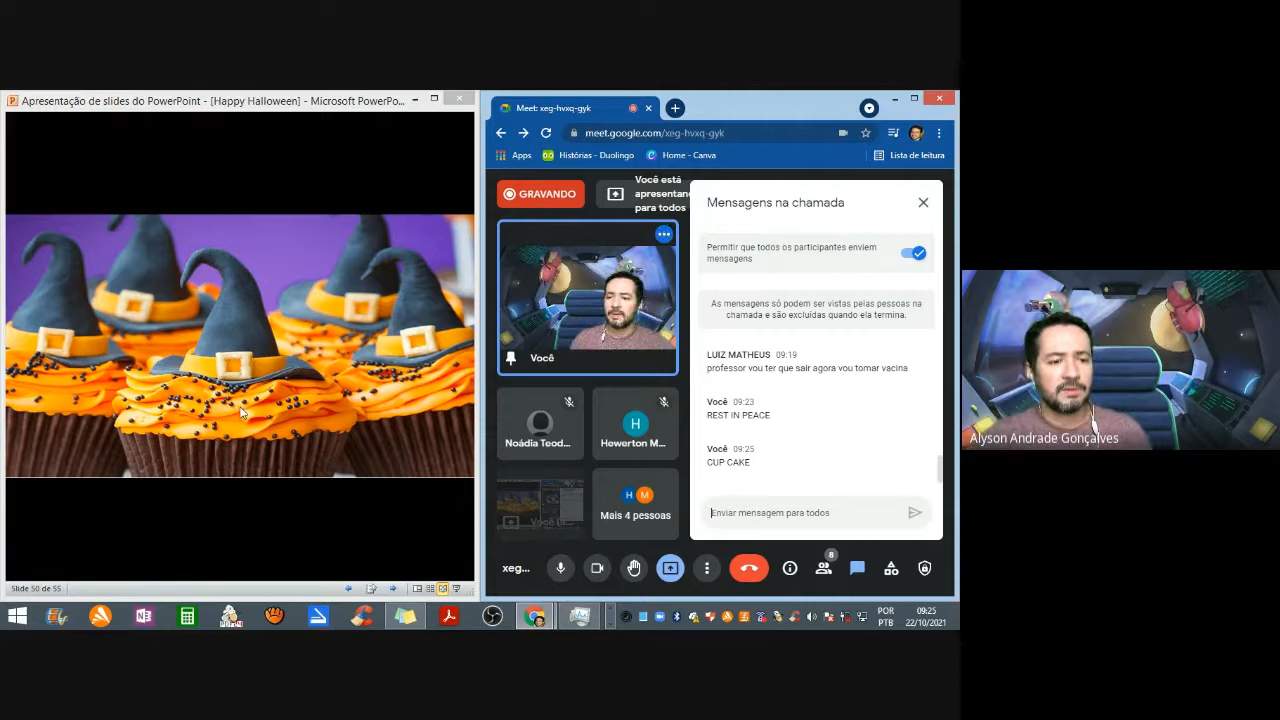 Apresentação de slides do PowerPoint - [Happy Halloween] - Microsoft PowerPo...
Slide 50 de 55
Meet: xeg-hvxq-gyk
meet.google.com/xeg-hvxq-gyk
Apps
Histórias - Duolingo
Home - Canva
Lista de leitura
GRAVANDO
Você está
apresentan
para todos
Você
Noádia Teod...
Hewerton M...
H
H M
Mais 4 pessoas
Mensagens na chamada
Permitir que todos os participantes enviem
mensagens
As mensagens só podem ser vistas pelas pessoas na
chamada e são excluídas quando ela termina.
LUIZ MATHEUS 09:19
professor vou ter que sair agora vou tomar vacina
Você 09:23
REST IN PEACE
Você 09:25
CUP CAKE
Enviar mensagem para todos
xeg...
8
POR
PTB
09:25
22/10/2021
Alyson Andrade Gonçalves